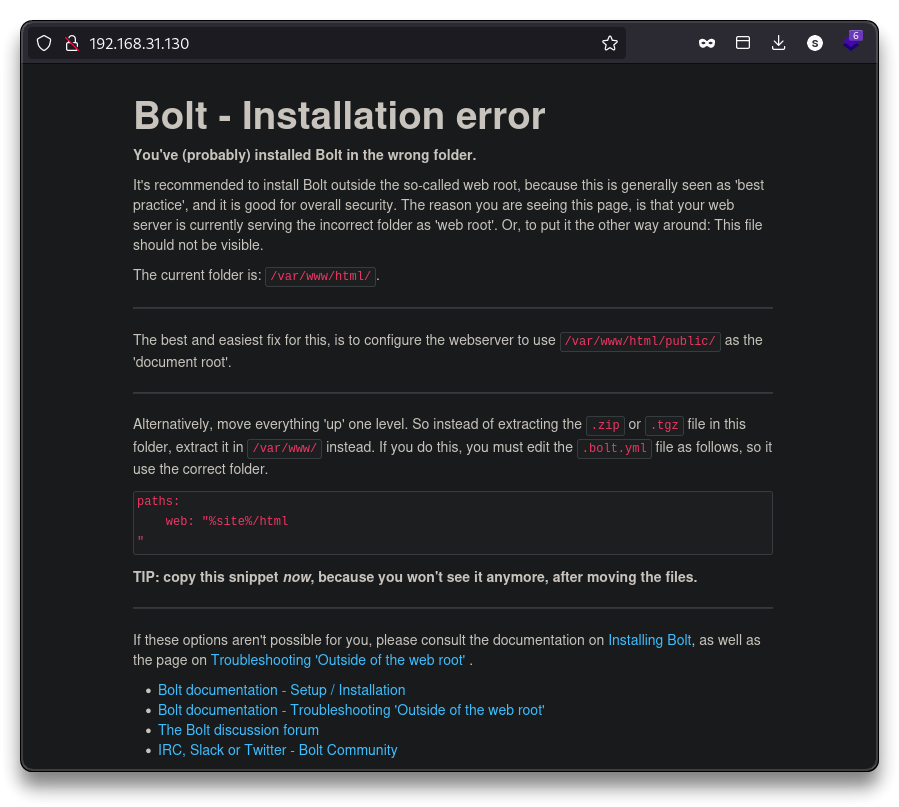 192.168.31.130
S
6
Bolt - Installation error
You've (probably) installed Bolt in the wrong folder.
It's recommended to install Bolt outside the so-called web root, because this is generally seen as 'best
practice', and it is good for overall security. The reason you are seeing this page, is that your web
server is currently serving the incorrect folder as 'web root'. Or, to put it the other way around: This file
should not be visible.
The current folder is: /var/www/html/.
The best and easiest fix for this, is to configure the webserver to use /var/www/html/public/ as the
'document root'.
Alternatively, move everything 'up' one level. So instead of extracting the .zip or .tgz file in this
folder, extract it in /var/www/ instead. If you do this, you must edit the .bolt.yml file as follows, so it
use the correct folder.
paths:
    web: "%site%/html
"
TIP: copy this snippet now, because you won't see it anymore, after moving the files.
If these options aren't possible for you, please consult the documentation on Installing Bolt, as well as
the page on Troubleshooting 'Outside of the web root' .
• Bolt documentation - Setup / Installation
• Bolt documentation - Troubleshooting 'Outside of the web root'
• The Bolt discussion forum
• IRC, Slack or Twitter - Bolt Community